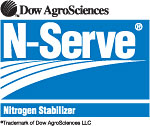 Dow AgroSciences
N-Serve®
Nitrogen Stabilizer
®Trademark of Dow AgroSciences LLC